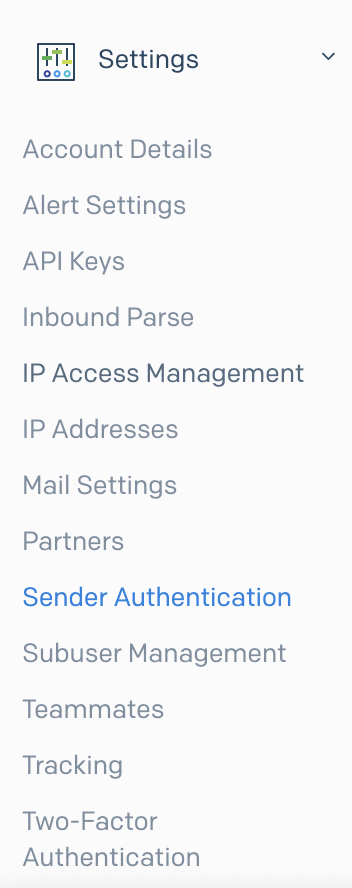 Settings
Account Details
Alert Settings
API Keys
Inbound Parse
IP Access Management
IP Addresses
Mail Settings
Partners
Sender Authentication
Subuser Management
Teammates
Tracking
Two-Factor
Authentication